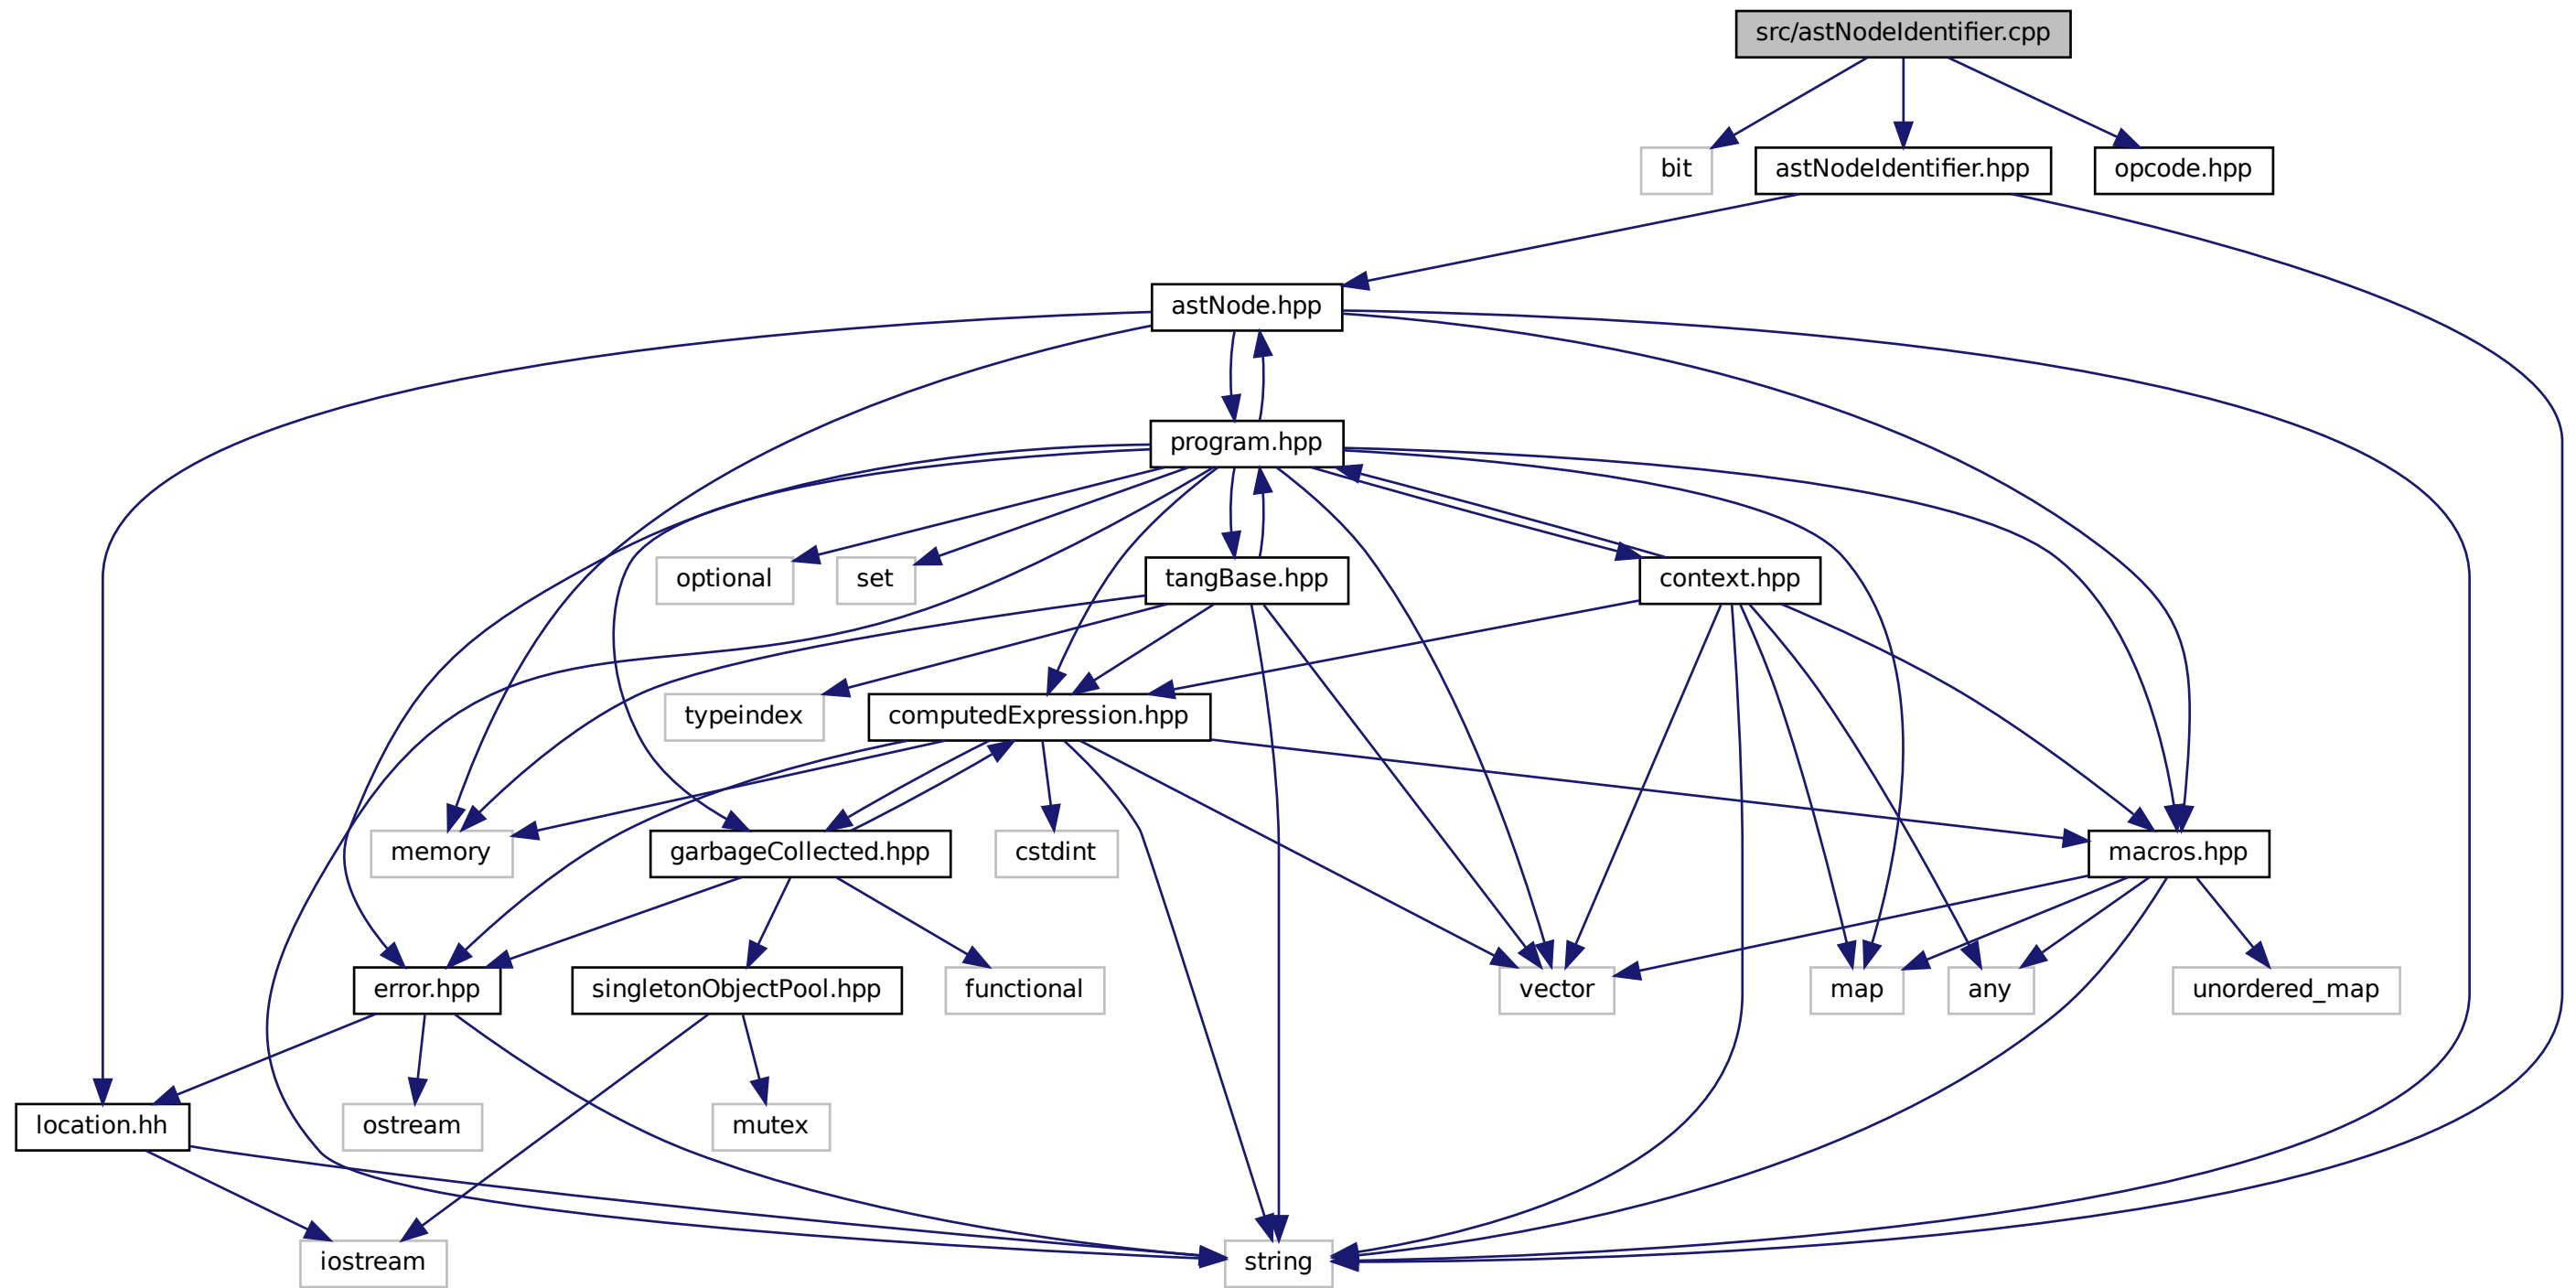 src/astNodeIdentifier.cpp
bit
astNodeIdentifier.hpp
opcode.hpp
astNode.hpp
program.hpp
optional
set
tangBase.hpp
context.hpp
typeindex
computedExpression.hpp
memory
garbageCollected.hpp
cstdint
macros.hpp
error.hpp
singletonObjectPool.hpp
functional
vector
map
any
unordered_map
location.hh
ostream
mutex
iostream
string